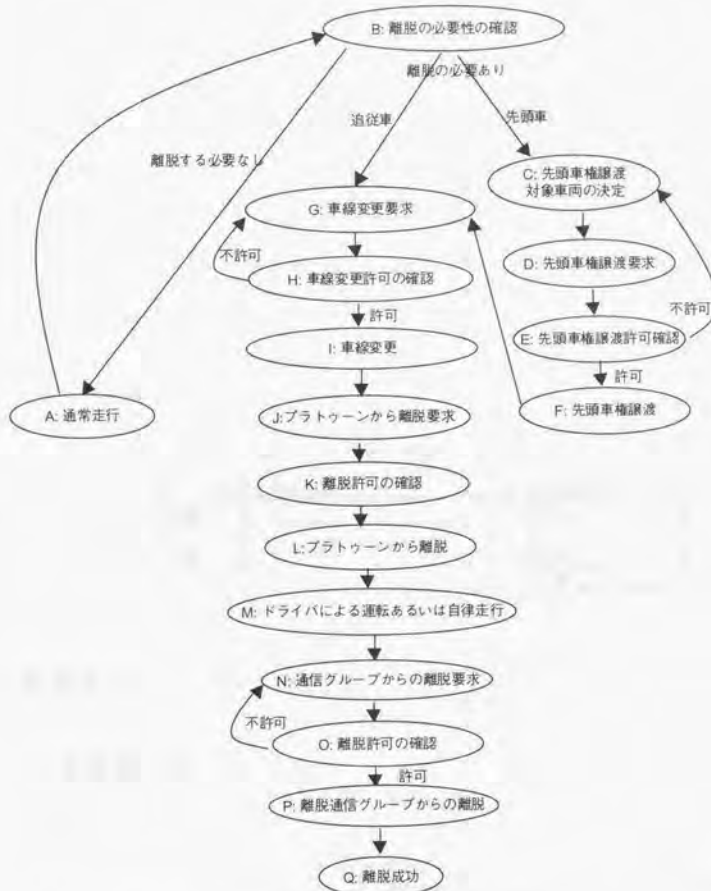 B: 離脱の必要性の確認
離脱の必要あり
追従車
先頭車
離脱する必要なし
C: 先頭車権譲渡
対象車両の決定
G: 車線変更要求
不許可
D: 先頭車権譲渡要求
H: 車線変更許可の確認
不許可
許可
E: 先頭車権譲渡許可確認
I: 車線変更
許可
A: 通常走行
J:プラトゥーンから離脱要求
F: 先頭車権譲渡
K: 離脱許可の確認
L:プラトゥーンから離脱
M: ドライバによる運転あるいは自律走行
N: 通信グループからの離脱要求
不許可
O: 離脱許可の確認
許可
P: 離脱通信グループからの離脱
Q: 離脱成功